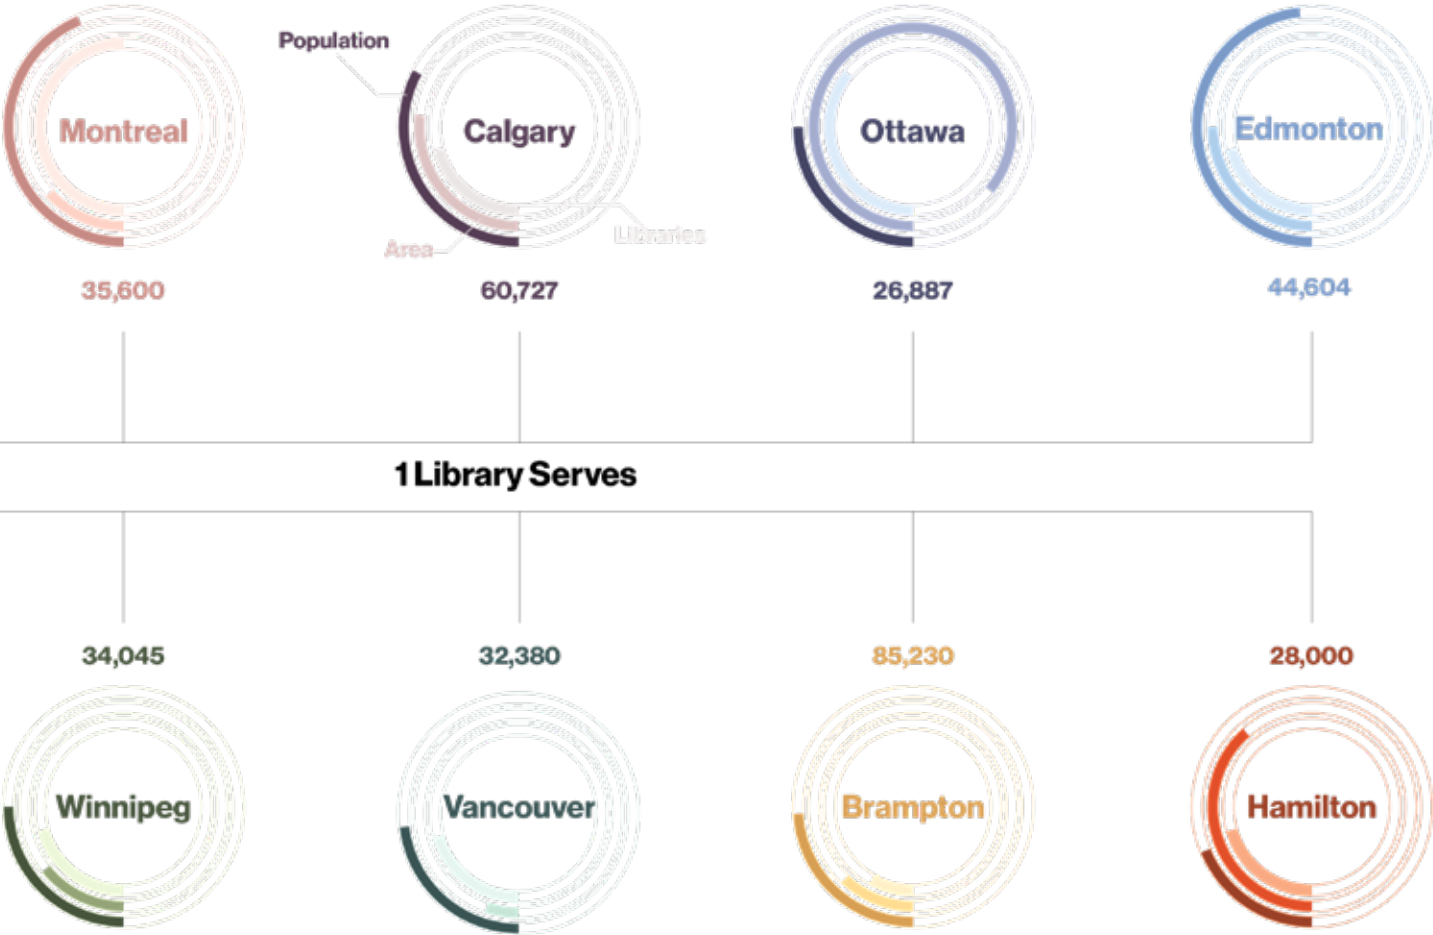 Population
Montreal
Calgary
Ottawa
Edmonton
Area
Libraries
35,600
60,727
26,887
44,604
1 Library Serves
34,045
32,380
85,230
28,000
Winnipeg
Vancouver
Brampton
Hamilton